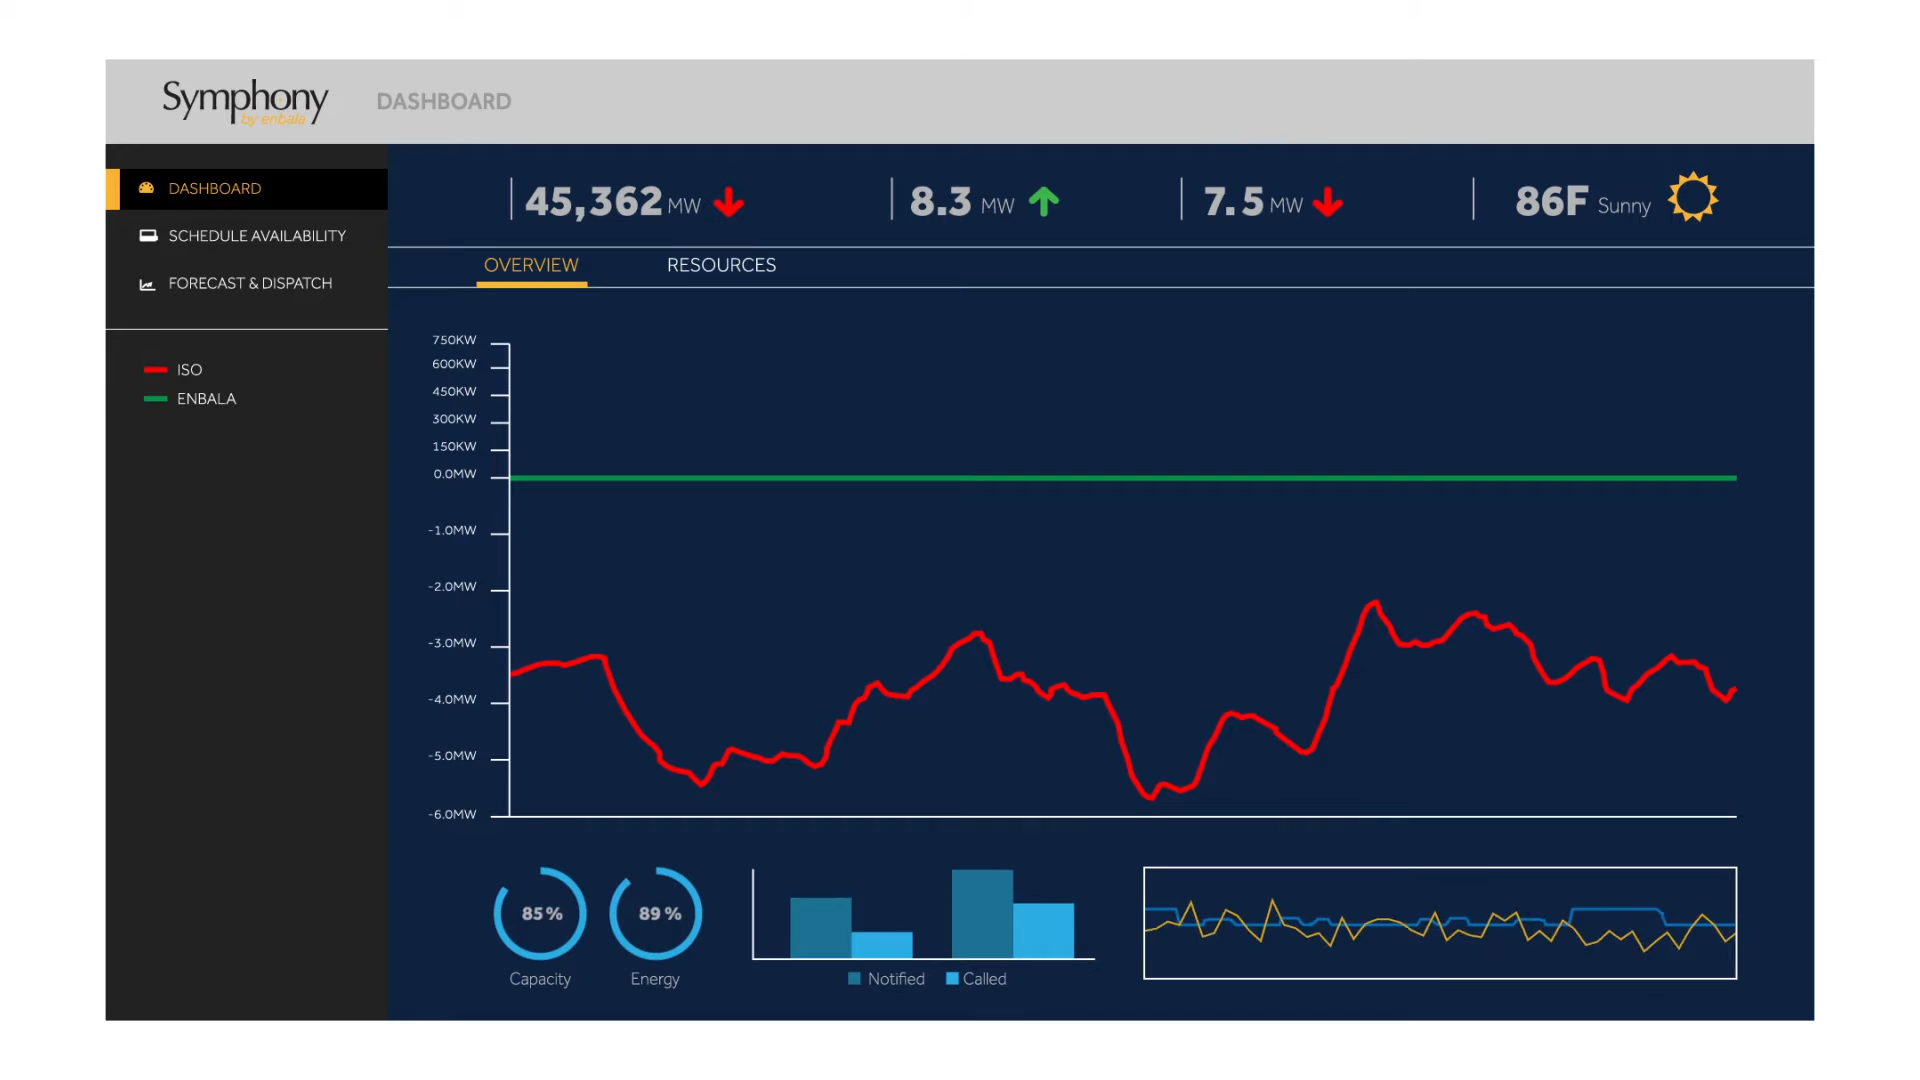 Symphony
by enbala
DASHBOARD
DASHBOARD
SCHEDULE AVAILABILITY
FORECAST & DISPATCH
ISO
ENBALA
45,362 MW
8.3 MW
7.5 MW
86F Sunny
OVERVIEW
RESOURCES
750KW
600KW
450KW
300KW
150KW
0.0MW
-1.0MW
-2.0MW
-3.0MW
-4.0MW
-5.0MW
-6.0MW
85%
Capacity
89%
Energy
Notified
Called